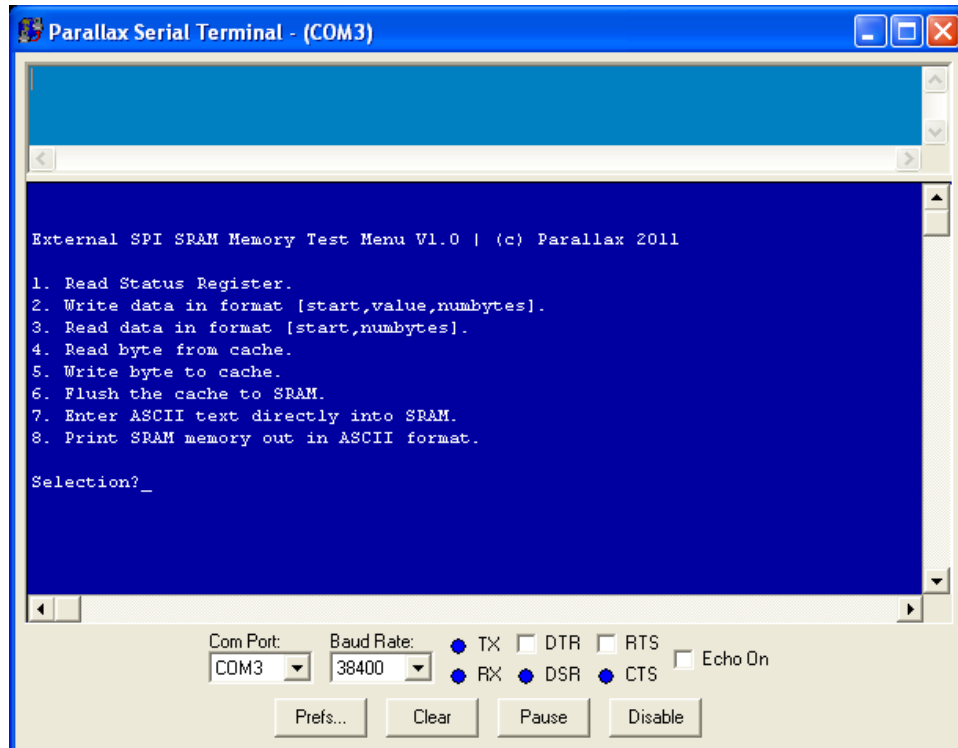 Parallax Serial Terminal - (COM3)
External SPI SRAM Memory Test Menu V1.0 | (c) Parallax 2011
1. Read Status Register.
2. Write data in format [start,value,numbytes].
3. Read data in format [start,numbytes].
4. Read byte from cache.
5. Write byte to cache.
6. Flush the cache to SRAM.
7. Enter ASCII text directly into SRAM.
8. Print SRAM memory out in ASCII format.
Selection?_
Com Port: Baud Rate: TX DTR RTS
COM3 38400 RX DSR CTS Echo On
Prefs... Clear Pause Disable